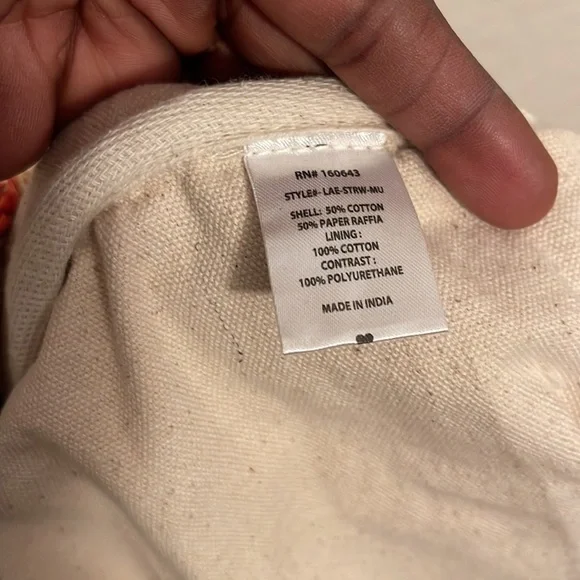 RN# 160643
STYLE#- LAE-STRW-MU
SHELL: 50% COTTON
50% PAPER RAFFIA
LINING :
100% COTTON
CONTRAST :
100% POLYURETHANE
MADE IN INDIA